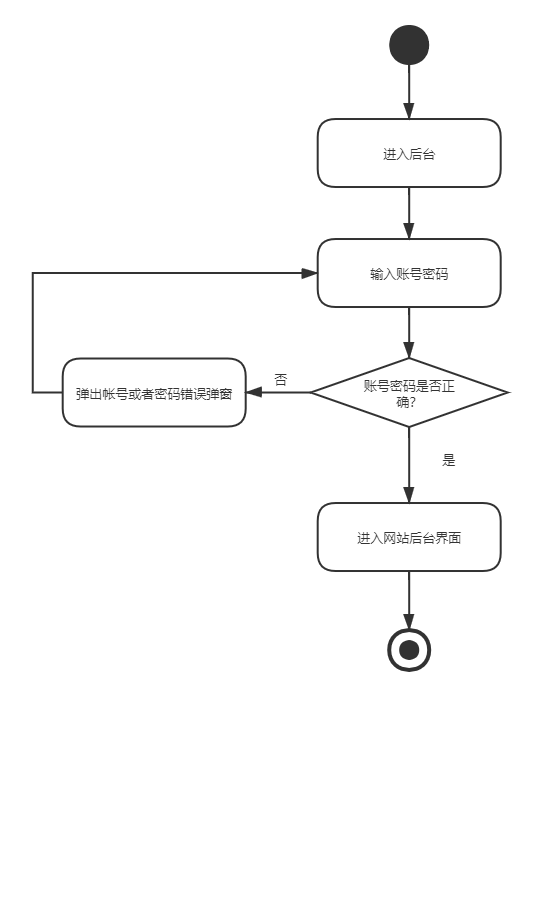 进入后台
输入账号密码
账号密码是否正
确?
否
弹出帐号或者密码错误弹窗
是
进入网站后台界面